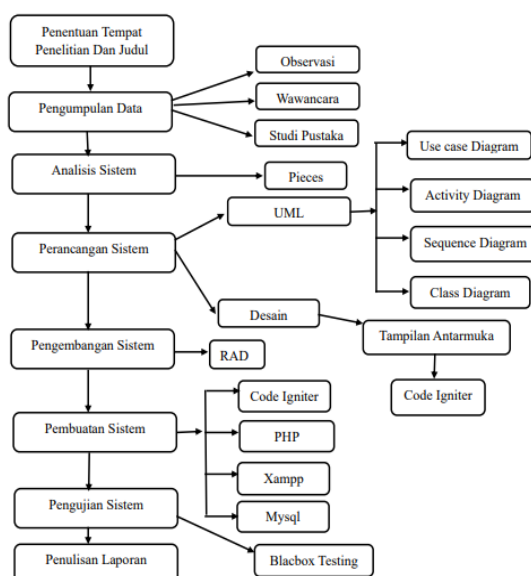 Penentuan Tempat
Penelitian Dan Judul
Observasi
Pengumpulan Data
Wawancara
Studi Pustaka
Use case Diagram
Analisis Sistem
Pieces
Activity Diagram
UML
Perancangan Sistem
Sequence Diagram
Class Diagram
Desain
Tampilan Antarmuka
Pengembangan Sistem
RAD
Code Igniter
Code Igniter
Pembuatan Sistem
PHP
Xampp
Pengujian Sistem
Mysql
Penulisan Laporan
Blacbox Testing